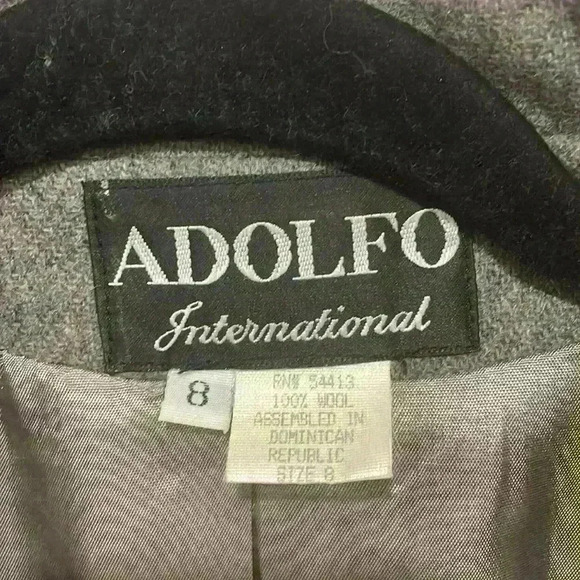 ADOLFO
International
8
RN# 54413
100% WOOL
ASSEMBLED IN
DOMINICAN
REPUBLIC
SIZE 8